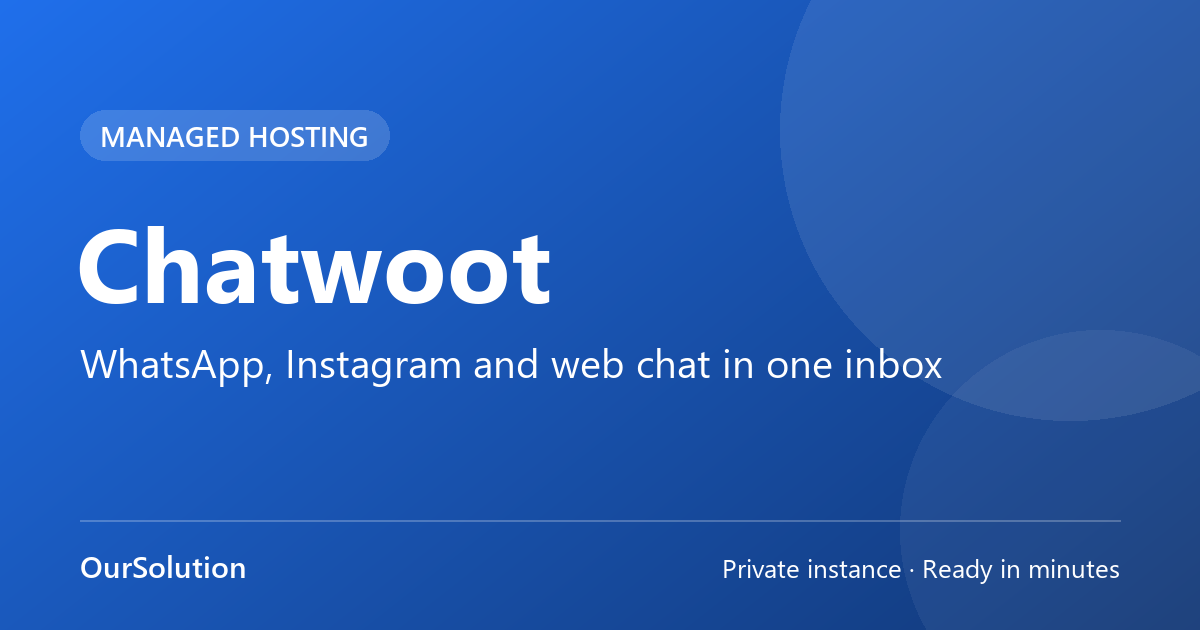 MANAGED HOSTING
Chatwoot
WhatsApp, Instagram and web chat in one inbox
OurSolution
Private instance · Ready in minutes